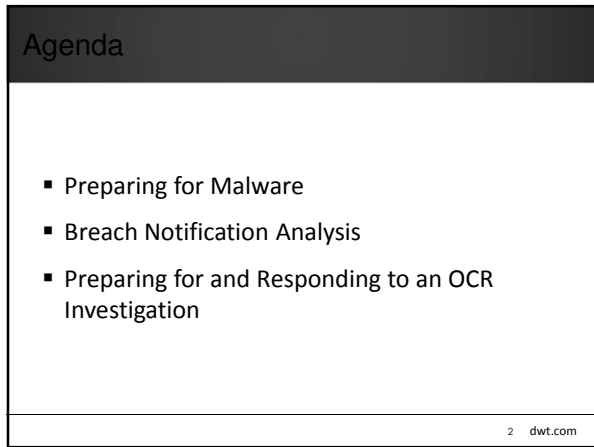 Agenda
▪ Preparing for Malware
▪ Breach Notification Analysis
▪ Preparing for and Responding to an OCR
Investigation
2 dwt.com